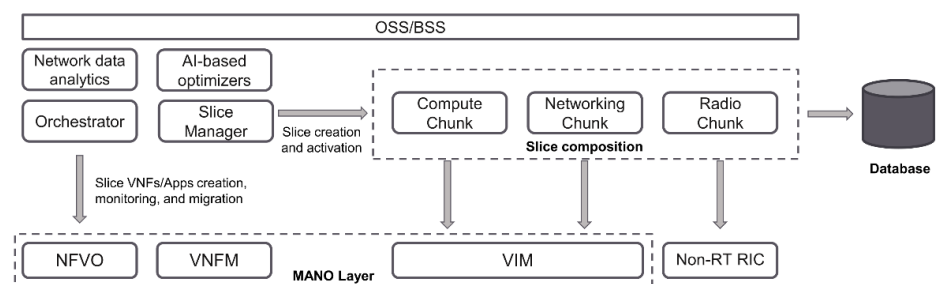 OSS/BSS
Network data
analytics
AI-based
optimizers
Orchestrator
Slice
Manager
Slice creation
and activation
Compute
Chunk
Networking
Chunk
Radio
Chunk
Slice composition
Database
Slice VNFs/Apps creation,
monitoring, and migration
NFVO
VNFM
MANO Layer
VIM
Non-RT RIC